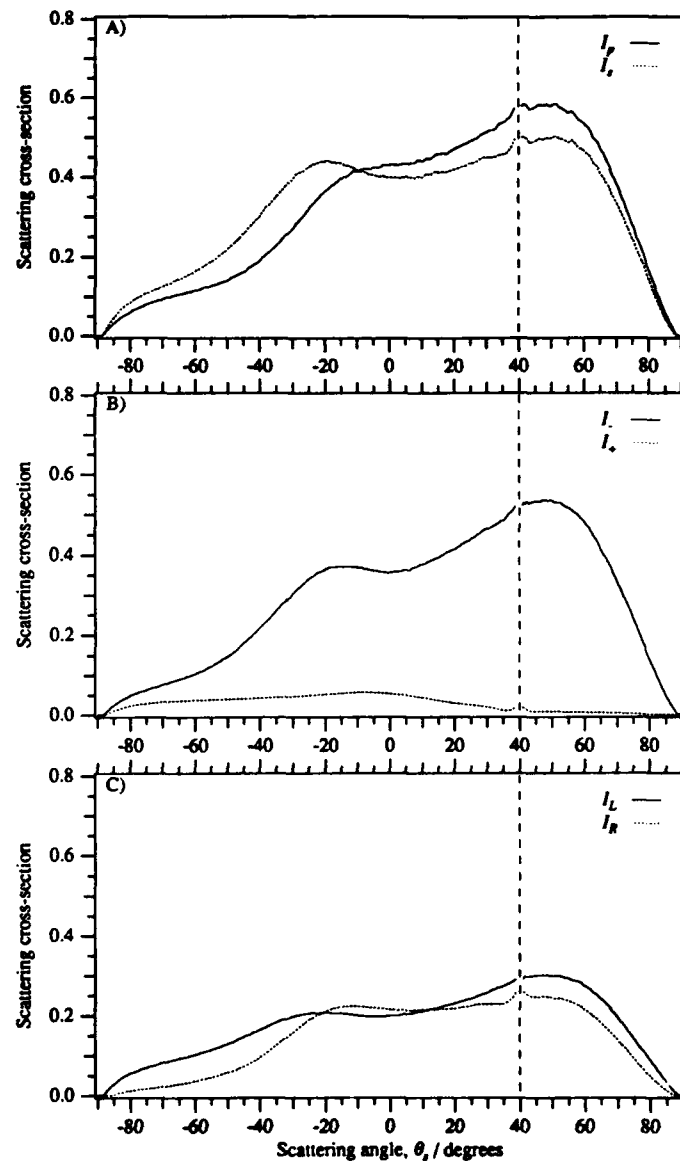 0.8
A)
I_p
I_s
0.6
0.4
0.2
0.0
Scattering cross-section
-80 -60 -40 -20 0 20 40 60 80
0.8
B)
I_-
I_+
0.6
0.4
0.2
0.0
Scattering cross-section
-80 -60 -40 -20 0 20 40 60 80
0.8
C)
I_L
I_R
0.6
0.4
0.2
0.0
Scattering cross-section
-80 -60 -40 -20 0 20 40 60 80
Scattering angle, θ_s / degrees